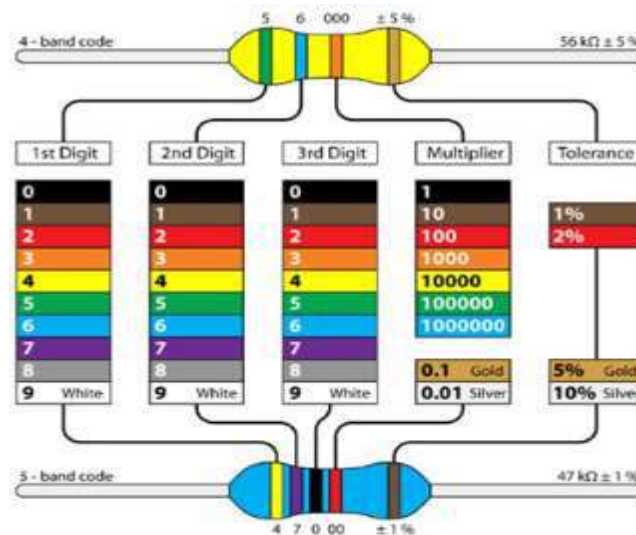 5 6 000 ± 5 %
4 - band code 56 kΩ ± 5 %
1st Digit 2nd Digit 3rd Digit Multiplier Tolerance
0 0 0 1
1 1 1 10 1%
2 2 2 100 2%
3 3 3 1000
4 4 4 10000
5 5 5 100000
6 6 6 1000000
7 7 7
8 8 8 0.1 Gold 5% Gold
9 White 9 White 9 White 0.01 Silver 10% Silver
5 - band code 47 kΩ ± 1 %
4 7 0 00 ± 1 %